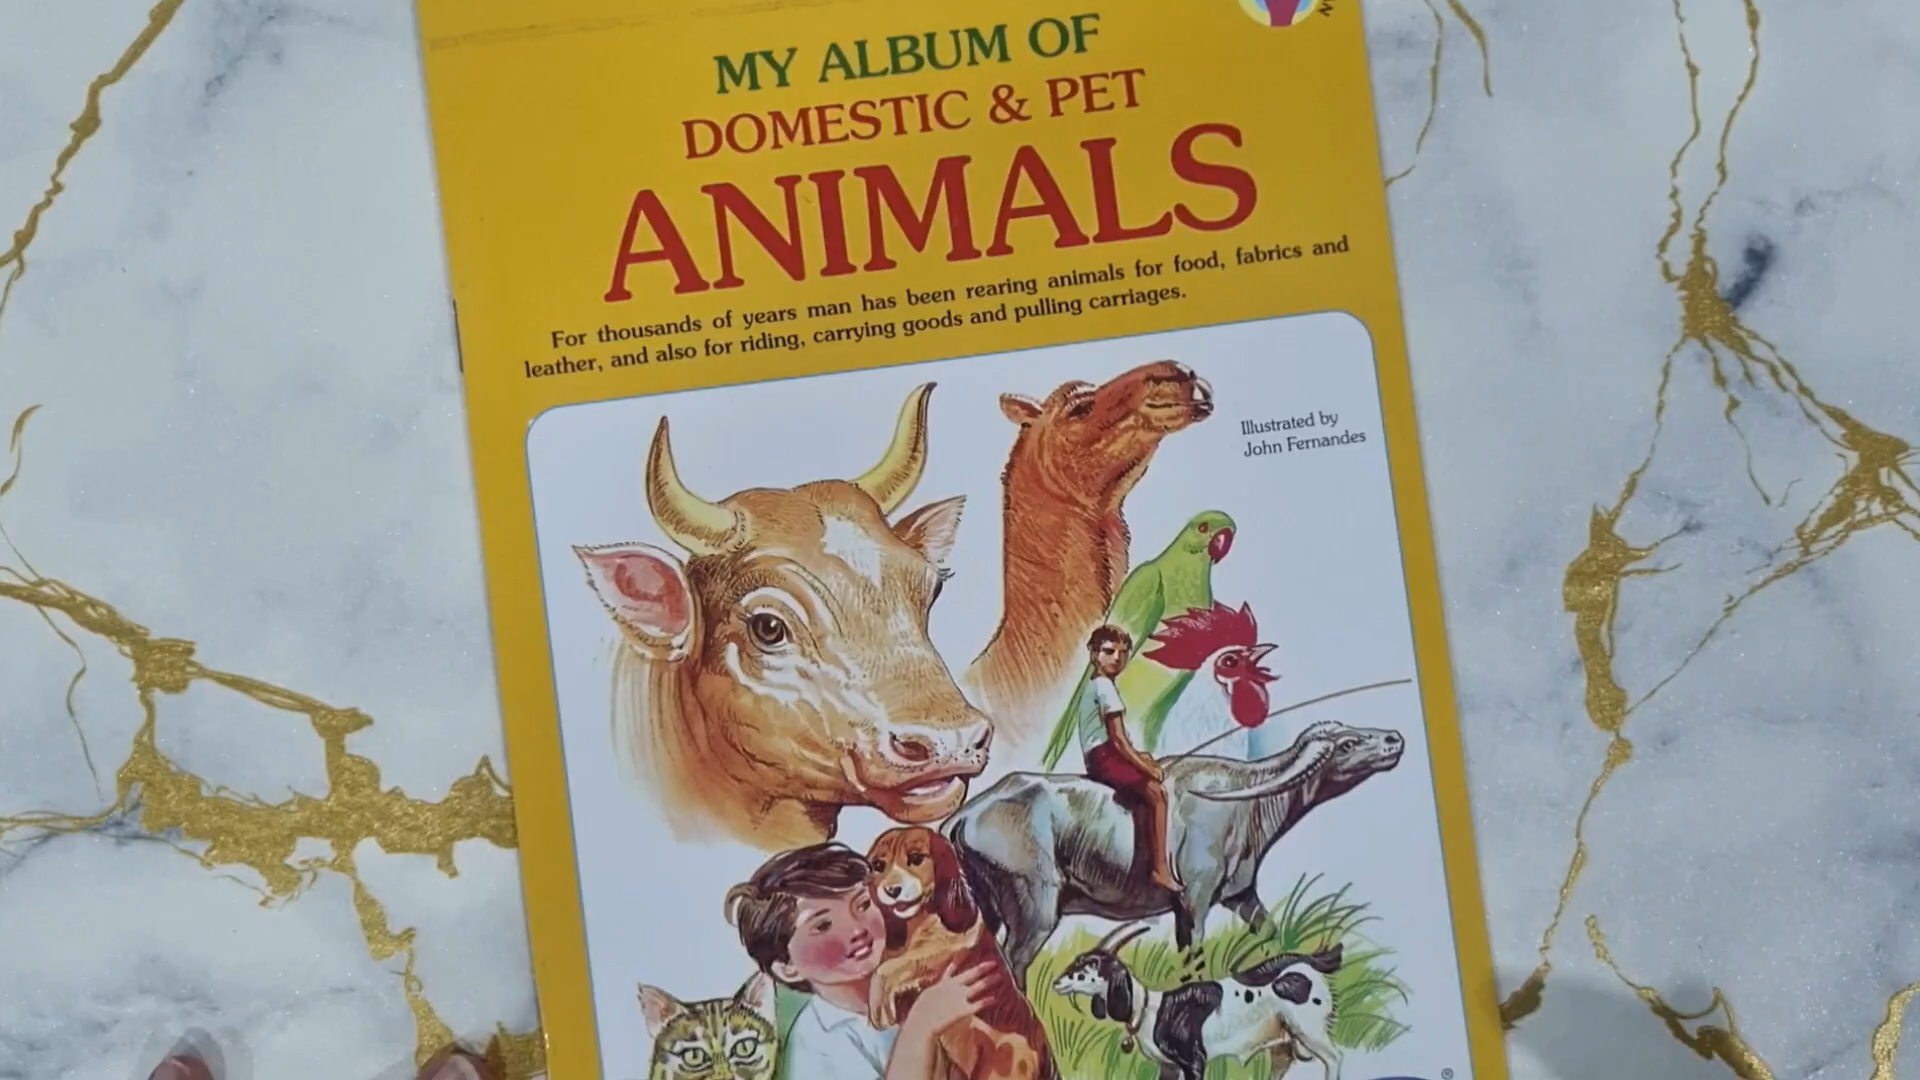 MY ALBUM OF
DOMESTIC & PET
ANIMALS
For thousands of years man has been rearing animals for food, fabrics and
leather, and also for riding, carrying goods and pulling carriages.
Illustrated by
John Fernandes
®